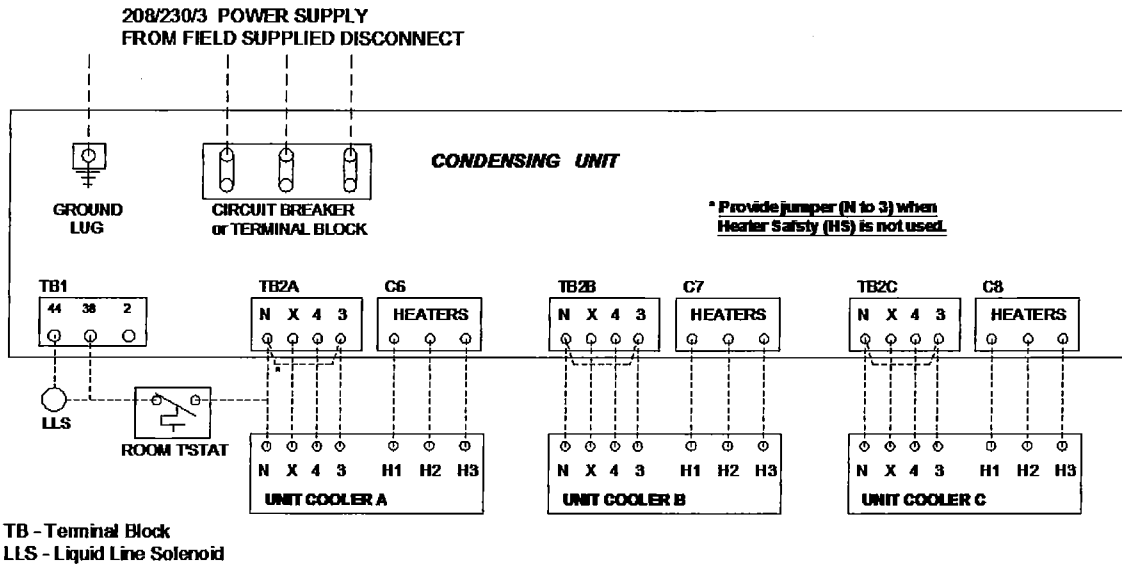 208/230/3 POWER SUPPLY
FROM FIELD SUPPLIED DISCONNECT
CONDENSING UNIT
GROUND
LUG
CIRCUIT BREAKER
or TERMINAL BLOCK
* Provide jumper (N to 3) when
Heater Safsty (HS) is not used.
TB1
44 38 2
TB2A
N X 4 3
C6
HEATERS
TB2B
N X 4 3
C7
HEATERS
TB2C
N X 4 3
C8
HEATERS
*
LLS
ROOM T'STAT
N X 4 3 H1 H2 H3
UNIT COOLER A
N X 4 3 H1 H2 H3
UNIT COOLER B
N X 4 3 H1 H2 H3
UNIT COOLER C
TB - Terminal Block
LLS - Liquid Line Solenoid